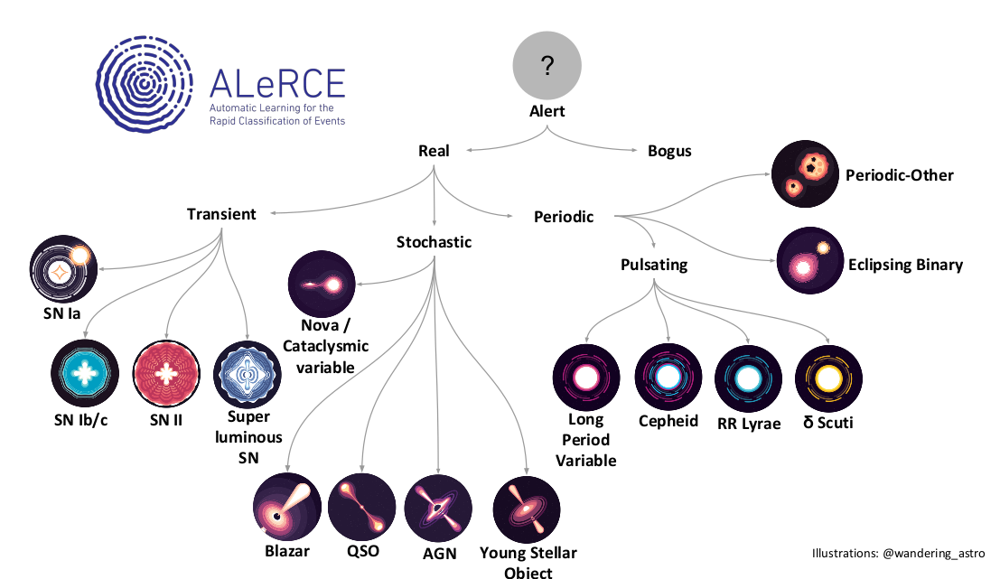 ?
ALeRCE
Automatic Learning for the
Rapid Classification of Events
Alert
Real
Bogus
Periodic-Other
Transient
Periodic
Stochastic
Pulsating
Eclipsing Binary
SN Ia
Nova /
Cataclysmic
variable
SN Ib/c
SN II
Super
luminous
SN
Long
Period
Variable
Cepheid
RR Lyrae
δ Scuti
Blazar
QSO
AGN
Young Stellar
Object
Illustrations: @wandering_astro